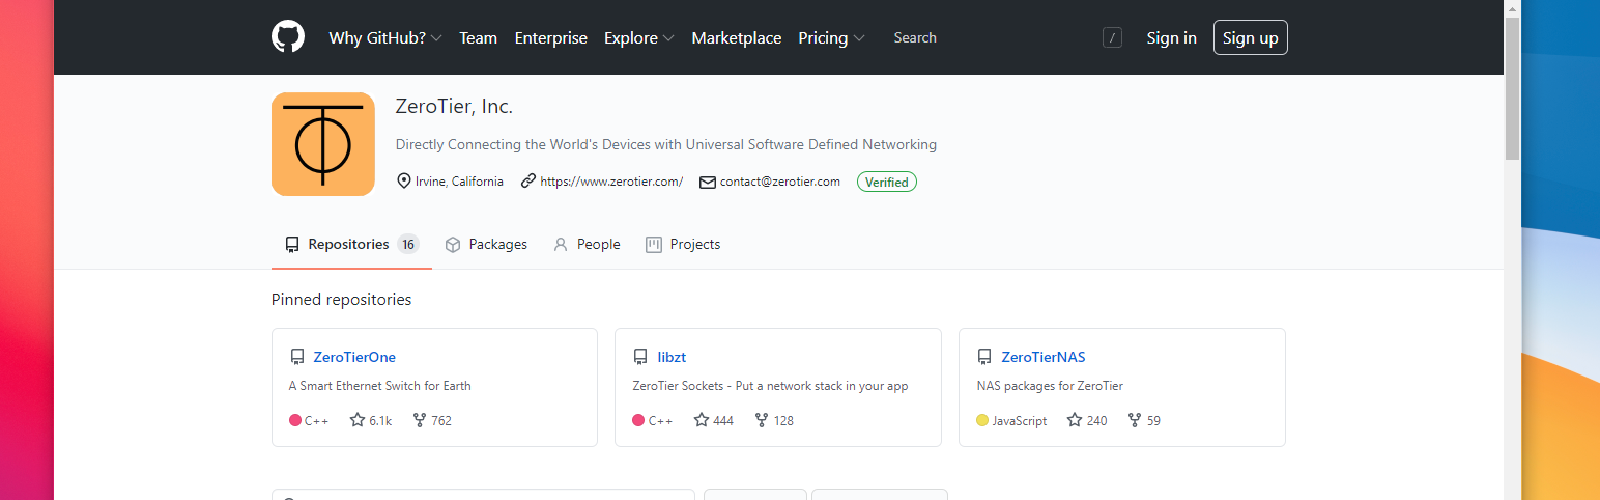 Why GitHub? Team Enterprise Explore Marketplace Pricing Search / Sign in Sign up
ZeroTier, Inc.
Directly Connecting the World's Devices with Universal Software Defined Networking
Irvine, California https://www.zerotier.com/ contact@zerotier.com Verified
Repositories 16 Packages People Projects
Pinned repositories
ZeroTierOne libzt ZeroTierNAS
A Smart Ethernet Switch for Earth ZeroTier Sockets - Put a network stack in your app NAS packages for ZeroTier
C++ 6.1k 762 C++ 444 128 JavaScript 240 59